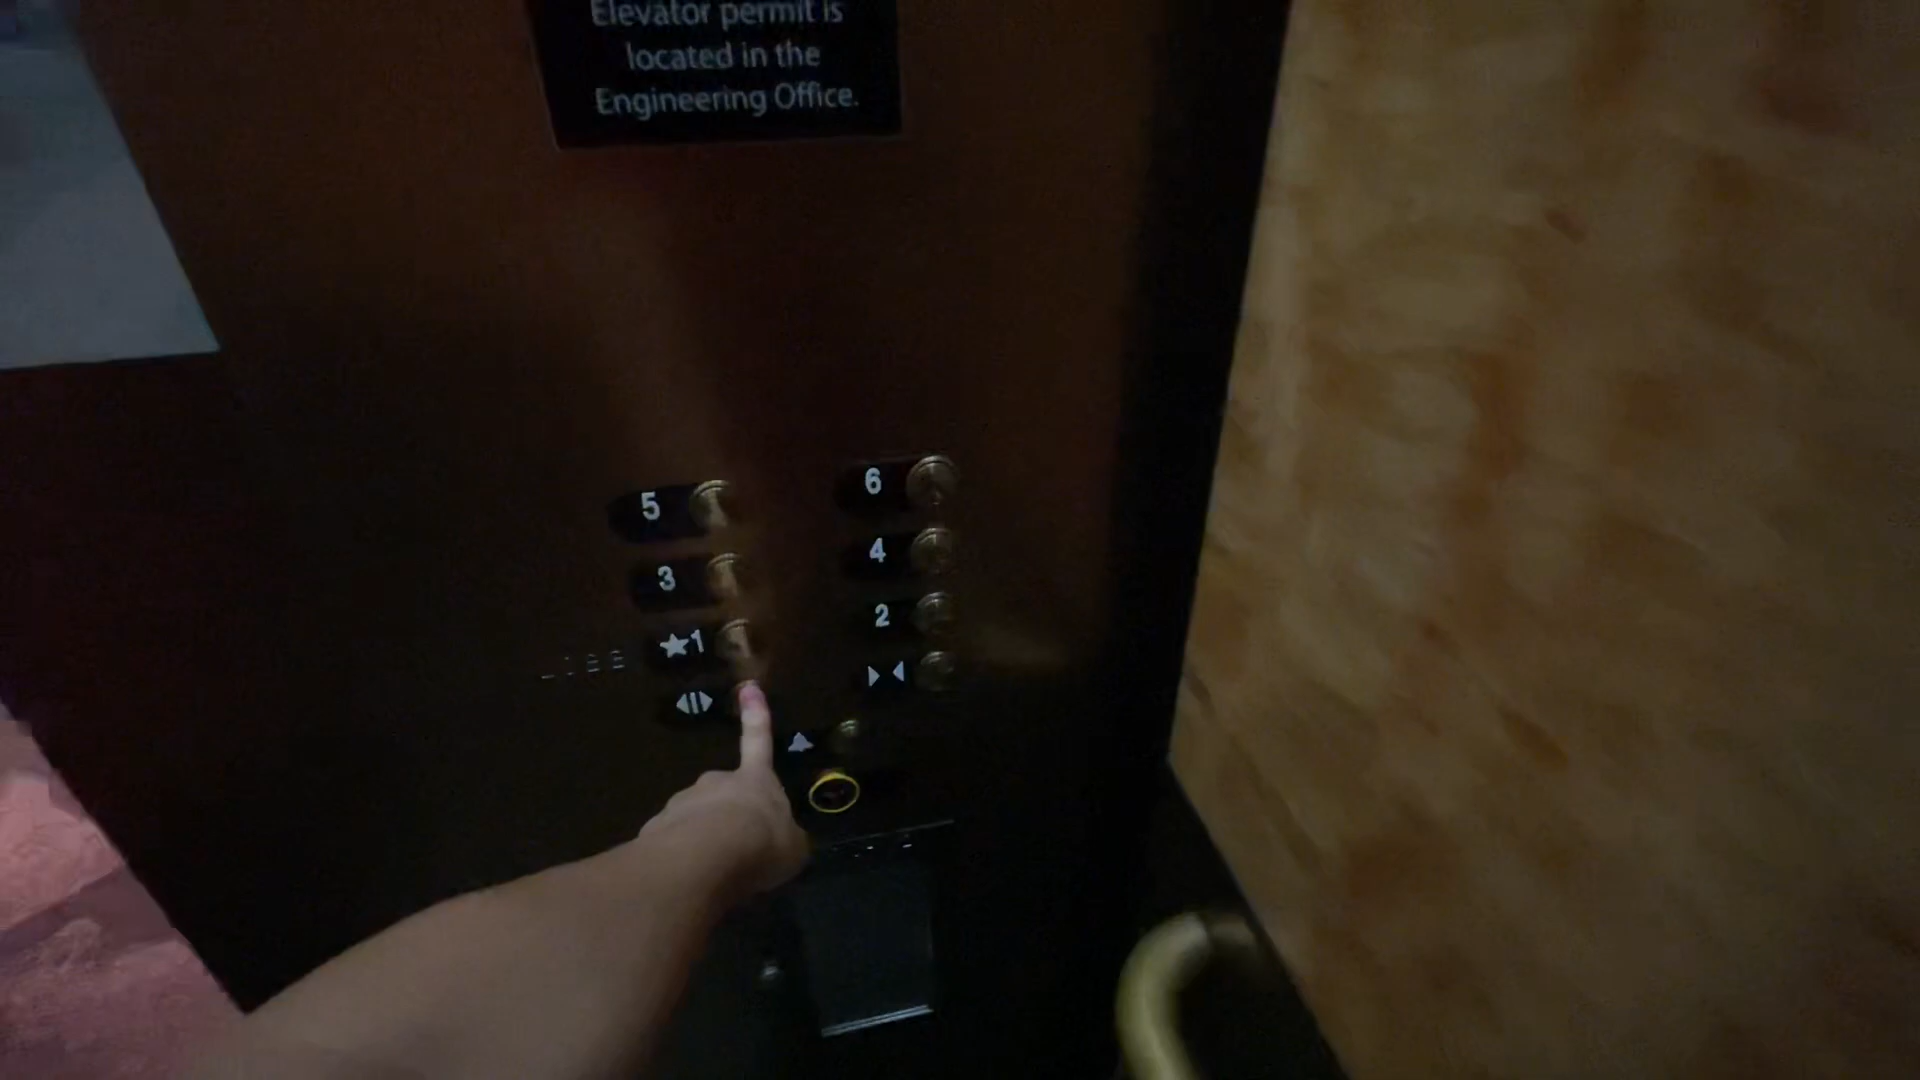 Elevator permit is
located in the
Engineering Office.
5
6
3
4
★1
2